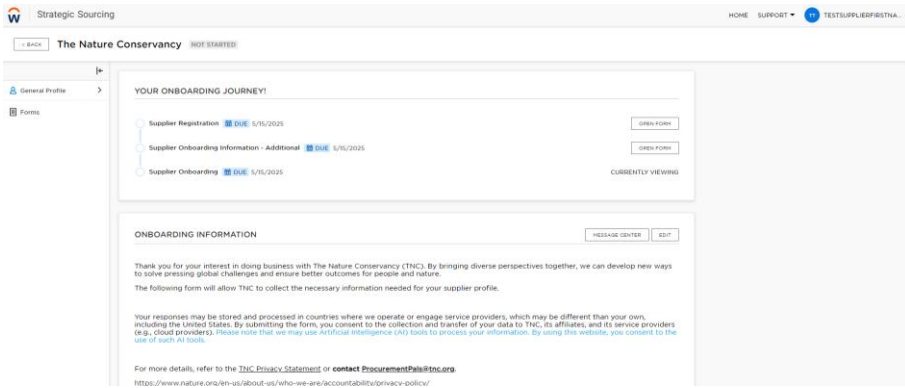 Strategic Sourcing
HOME SUPPORT TT TESTSUPPLIERFIRSTNA...
< BACK The Nature Conservancy NOT STARTED
General Profile
Forms
YOUR ONBOARDING JOURNEY!
Supplier Registration DUE 5/15/2025 OPEN FORM
Supplier Onboarding Information - Additional DUE 5/15/2025 OPEN FORM
Supplier Onboarding DUE 5/15/2025 CURRENTLY VIEWING
ONBOARDING INFORMATION MESSAGE CENTER EDIT
Thank you for your interest in doing business with The Nature Conservancy (TNC). By bringing diverse perspectives together, we can develop new ways
to solve pressing global challenges and ensure better outcomes for people and nature.
The following form will allow TNC to collect the necessary information needed for your supplier profile.
Your responses may be stored and processed in countries where we operate or engage service providers, which may be different than your own,
including the United States. By submitting the form, you consent to the collection and transfer of your data to TNC, its affiliates, and its service providers
(e.g., cloud providers). Please note that we may use Artificial Intelligence (AI) tools to process your information. By using this website, you consent to the
use of such AI tools.
For more details, refer to the TNC Privacy Statement or contact ProcurementPals@tnc.org.
https://www.nature.org/en-us/about-us/who-we-are/accountability/privacy-policy/